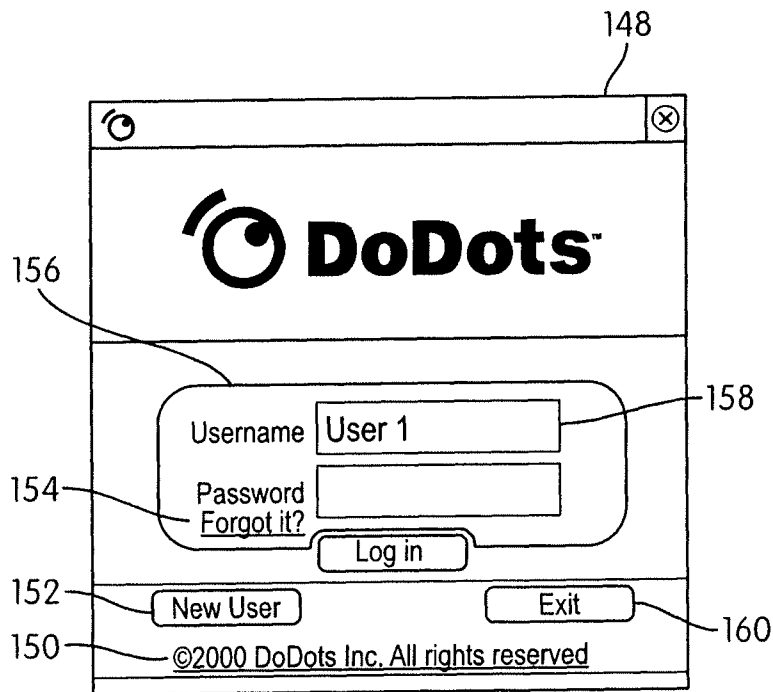 148
DoDots™
156
Username User 1 158
Password
154 Forgot it?
Log in
152 New User Exit 160
150 ©2000 DoDots Inc. All rights reserved